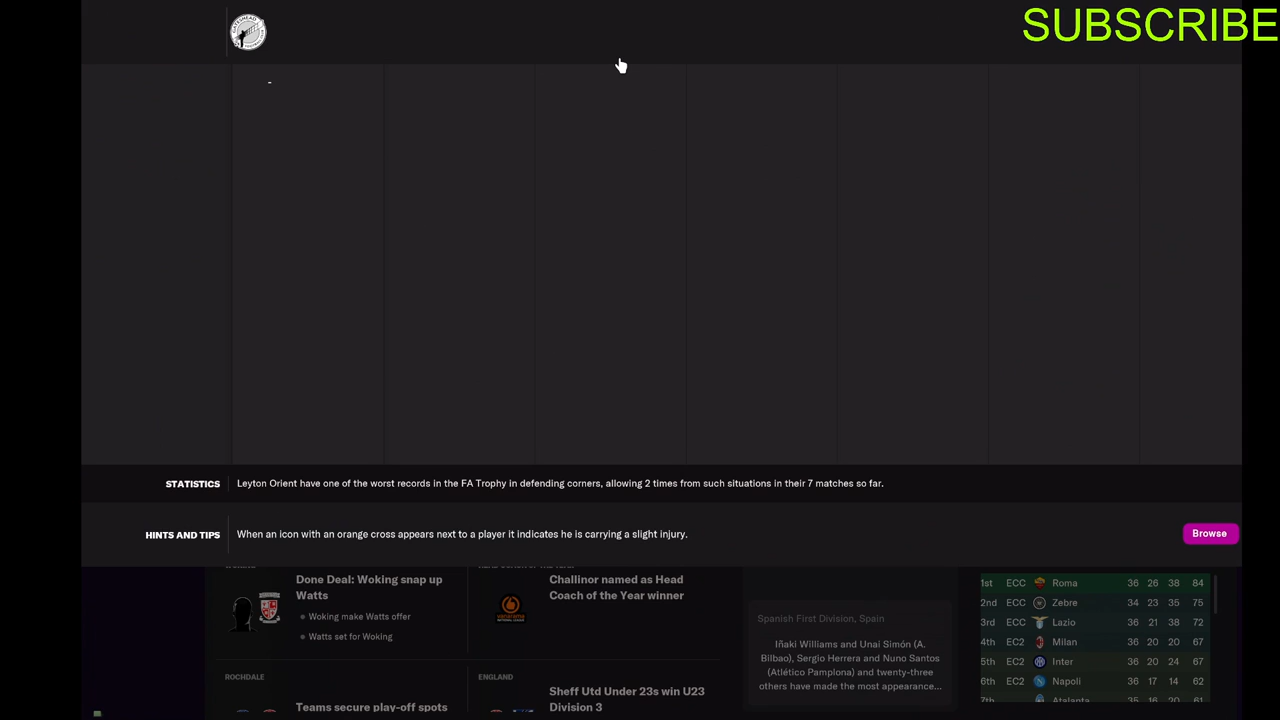 SUBSCRIBE
GATESHEAD
-
STATISTICS
Leyton Orient have one of the worst records in the FA Trophy in defending corners, allowing 2 times from such situations in their 7 matches so far.
HINTS AND TIPS
When an icon with an orange cross appears next to a player it indicates he is carrying a slight injury.
Browse
Done Deal: Woking snap up
Watts
Woking make Watts offer
Watts set for Woking
Challinor named as Head
Coach of the Year winner
ROCHDALE
Teams secure play-off spots
ENGLAND
Sheff Utd Under 23s win U23
Division 3
Spanish First Division, Spain
Iñaki Williams and Unai Simón (A.
Bilbao), Sergio Herrera and Nuno Santos
(Atlético Pamplona) and twenty-three
others have made the most appearance...
1st ECC Roma 36 26 38 84
2nd ECC Zebre 34 23 35 75
3rd ECC Lazio 36 21 38 72
4th EC2 Milan 36 20 20 67
5th EC2 Inter 36 20 24 67
6th EC2 Napoli 36 17 14 62
7th Atalanta 35 16 20 61